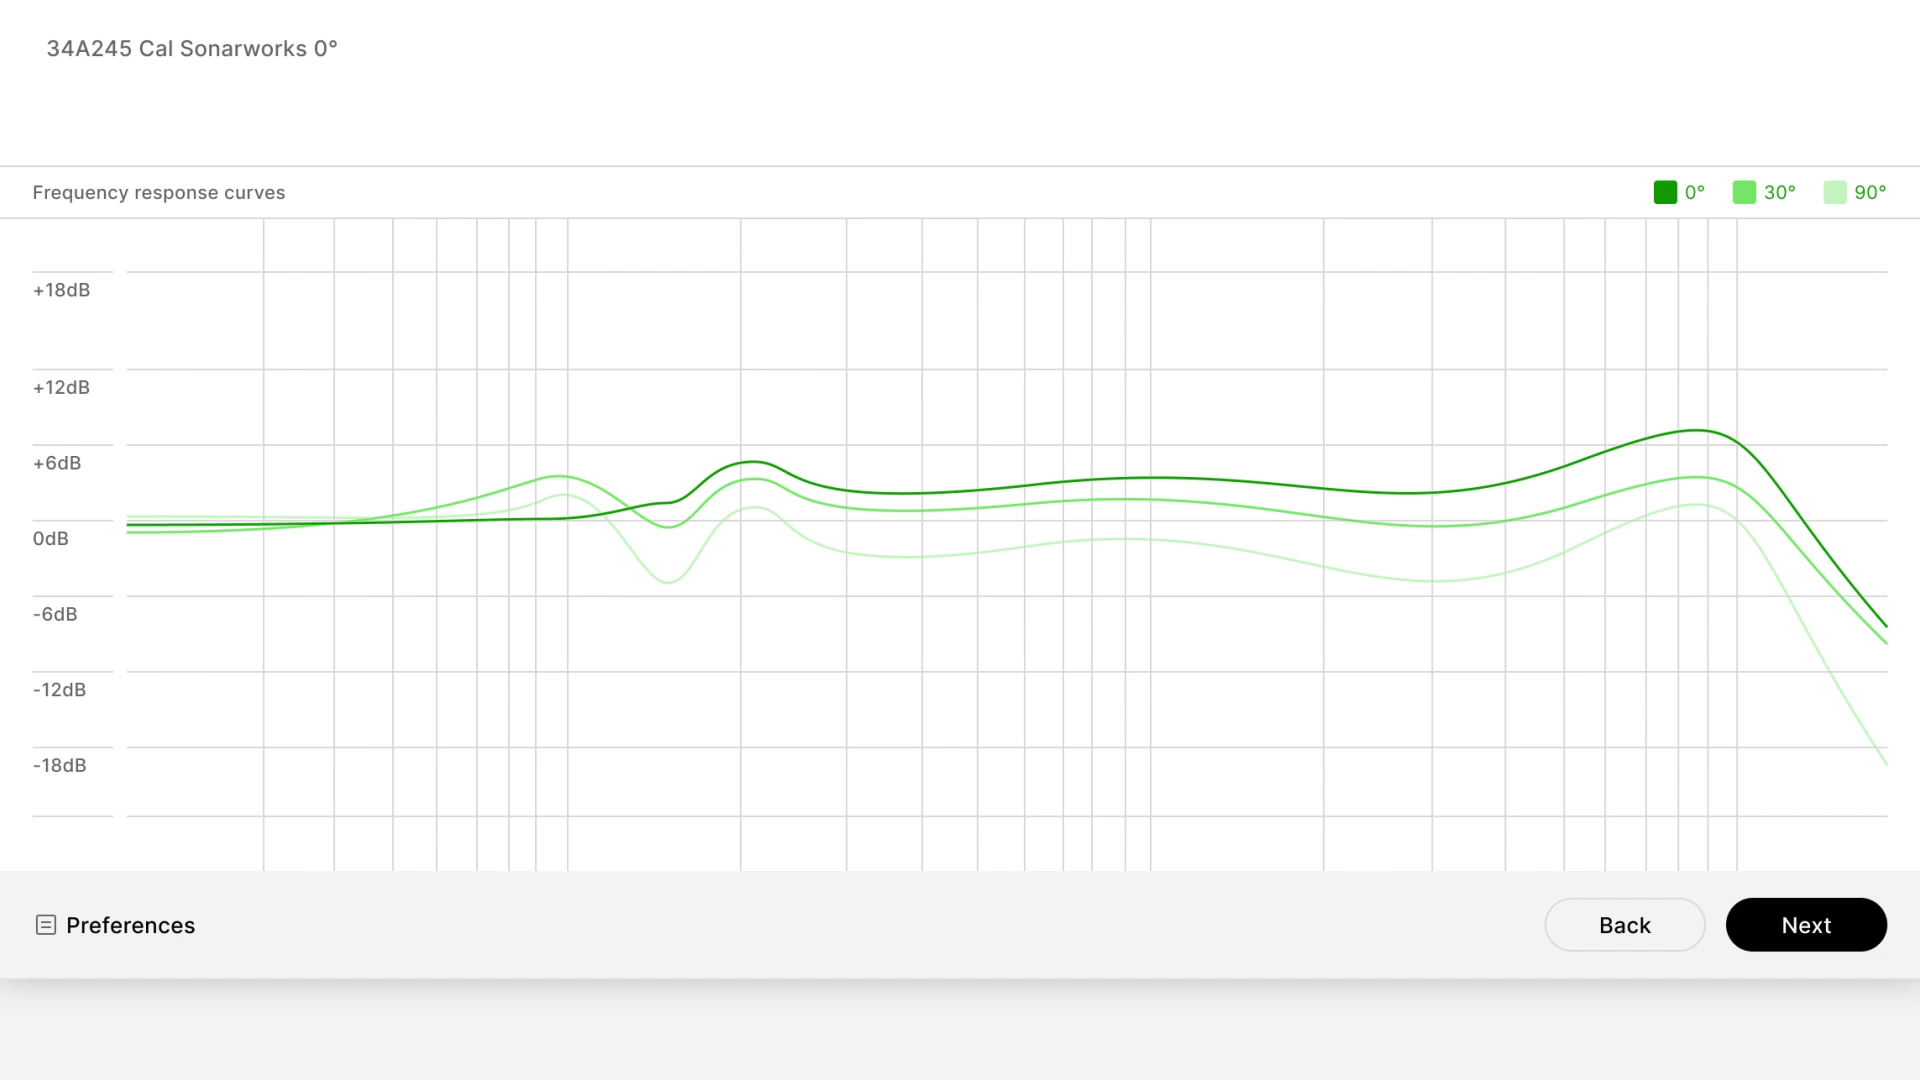 34A245 Cal Sonarworks 0°
Frequency response curves
0° 30° 90°
+18dB
+12dB
+6dB
0dB
-6dB
-12dB
-18dB
Preferences
Back
Next